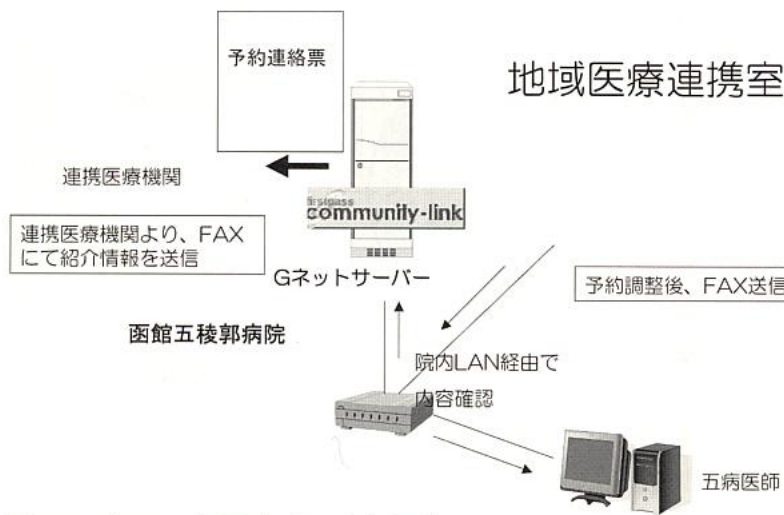 予約連絡票
地域医療連携室
連携医療機関
firstpass
community-link
連携医療機関より、FAX
にて紹介情報を送信
Gネットサーバー
予約調整後、FAX送信
函館五稜郭病院
院内LAN経由で
内容確認
五病医師